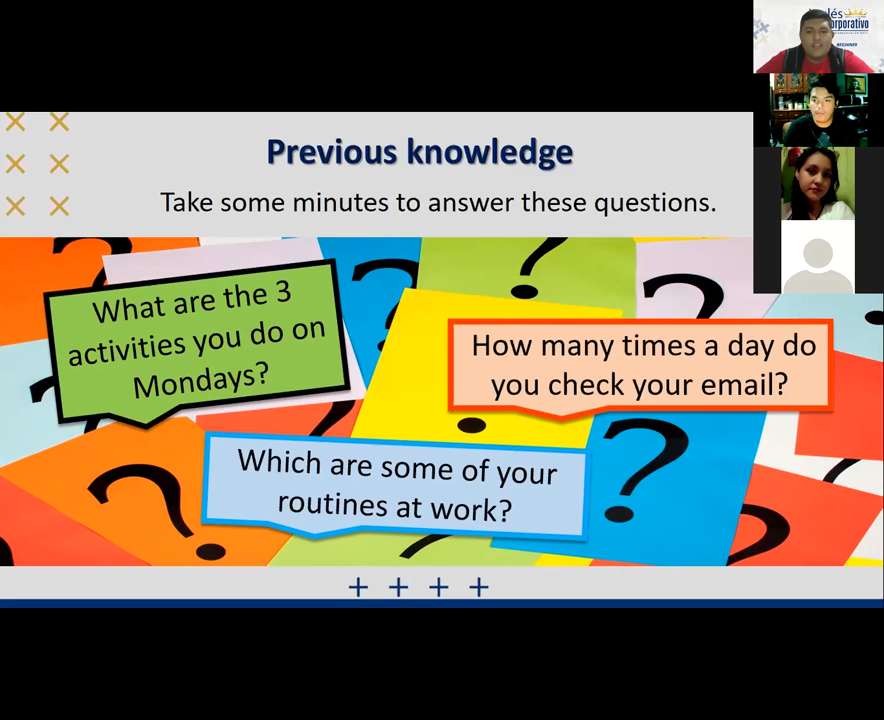 Previous knowledge
Take some minutes to answer these questions.
What are the 3
activities you do on
Mondays?
How many times a day do
you check your email?
Which are some of your
routines at work?
BEGINNER